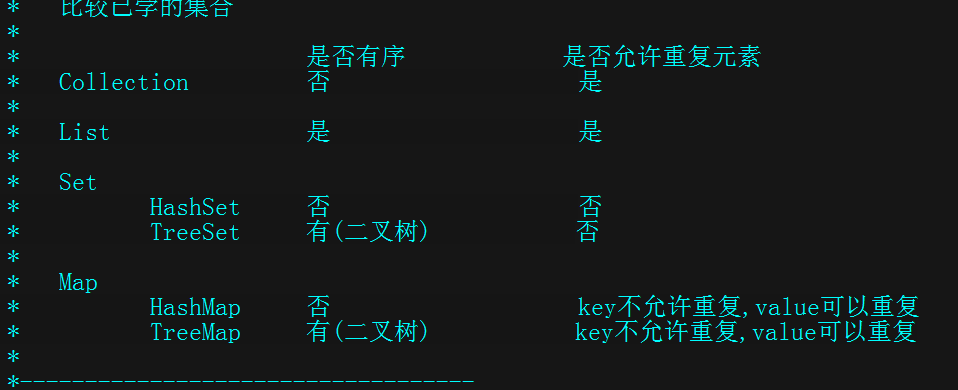 * 比较已学的集合
*
* 是否有序 是否允许重复元素
* Collection 否 是
*
* List 是 是
*
* Set
* HashSet 否 否
* TreeSet 有(二叉树) 否
*
* Map
* HashMap 否 key不允许重复,value可以重复
* TreeMap 有(二叉树) key不允许重复,value可以重复
*
*-----------------------------------